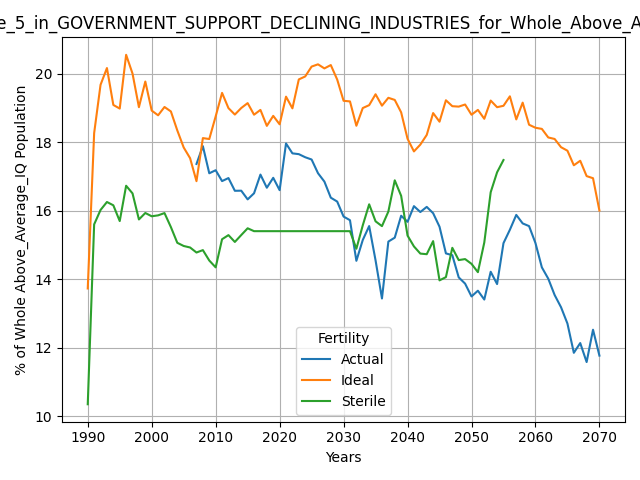 e_5_in_GOVERNMENT_SUPPORT_DECLINING_INDUSTRIES_for_Whole_Above_A
% of Whole Above_Average_IQ Population
20
18
16
14
12
10
Fertility
Actual
Ideal
Sterile
1990 2000 2010 2020 2030 2040 2050 2060 2070
Years